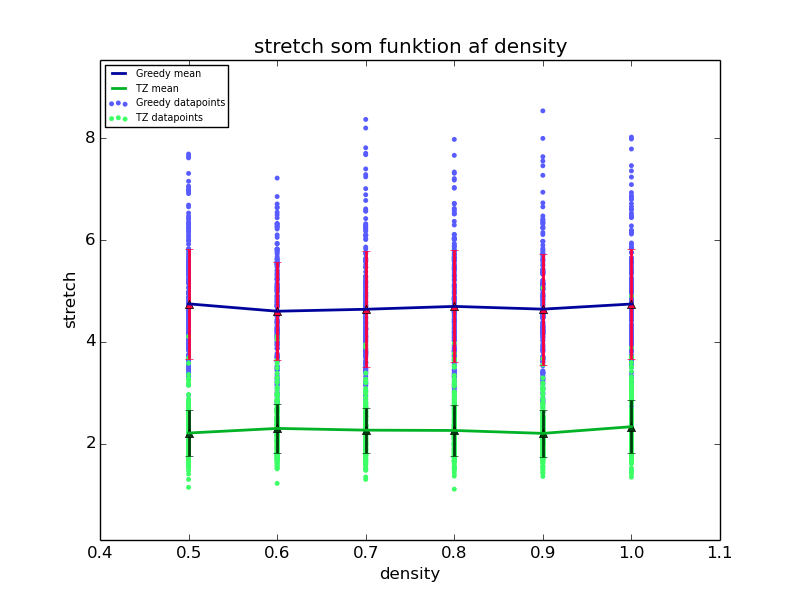 stretch som funktion af density
Greedy mean
TZ mean
Greedy datapoints
TZ datapoints
8
6
4
2
stretch
0.4 0.5 0.6 0.7 0.8 0.9 1.0 1.1
density